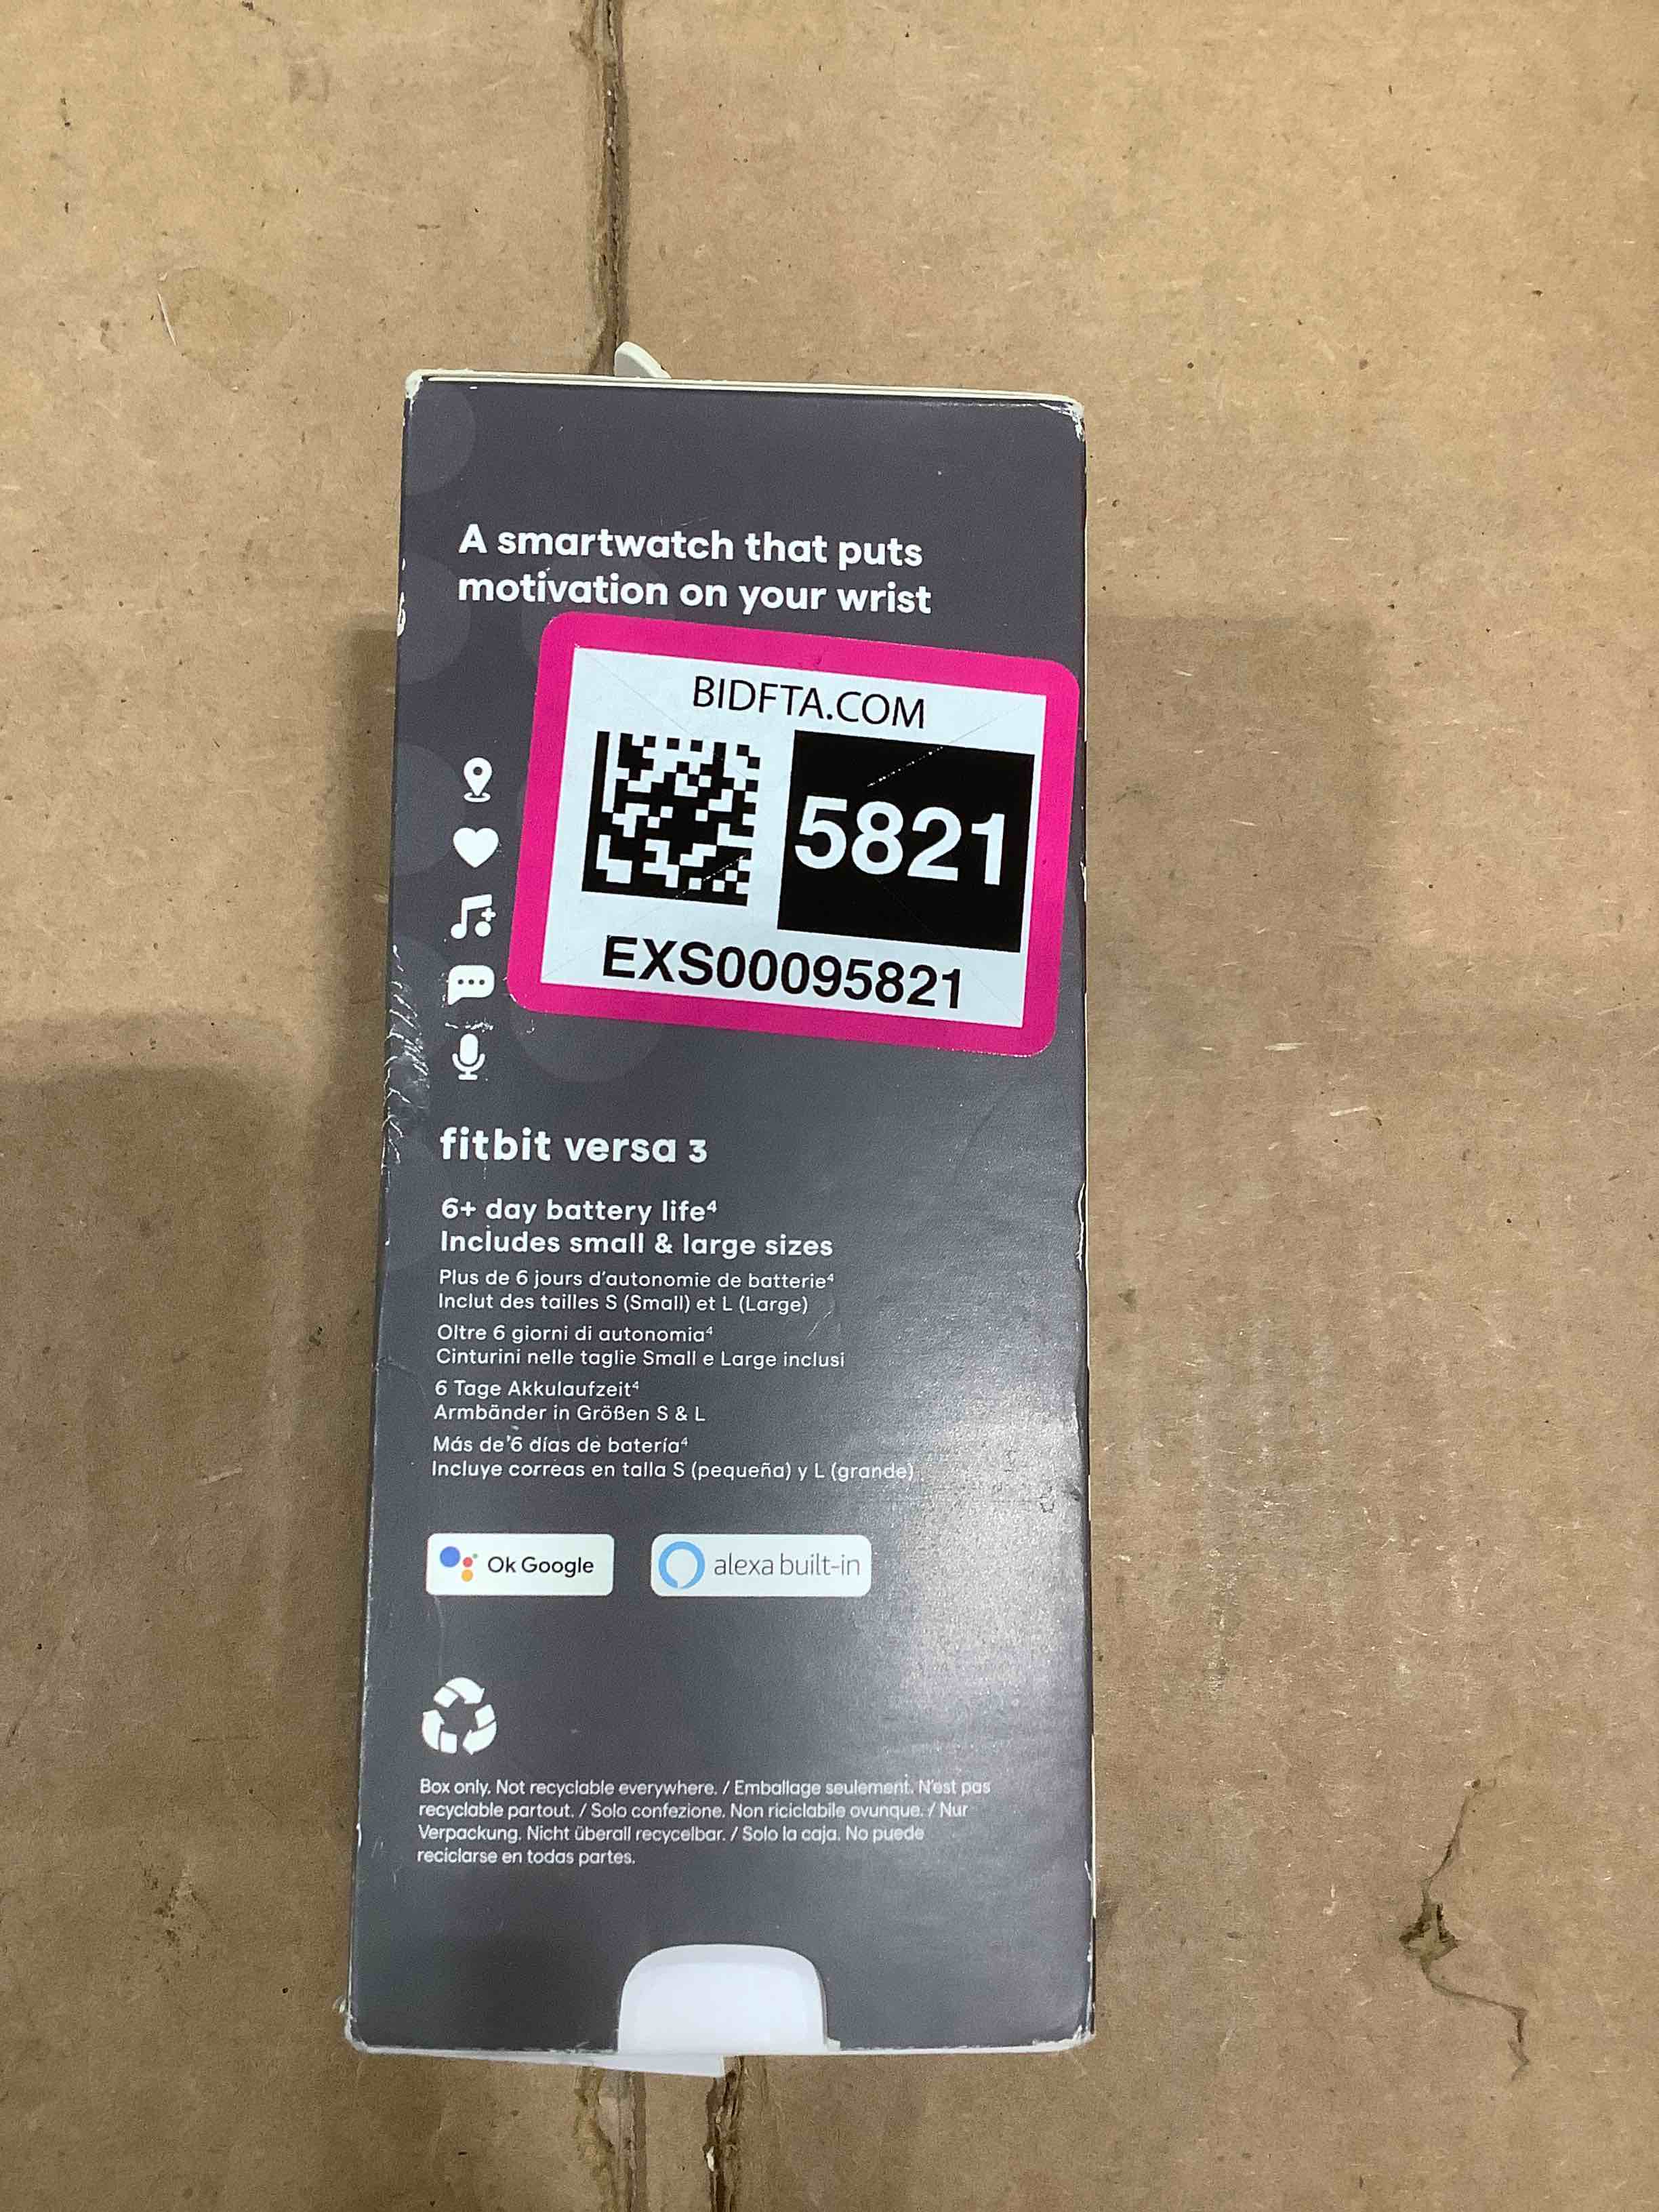 A smartwatch that puts
motivation on your wrist
BIDFTA.COM
5821
EXS00095821
fitbit versa 3
6+ day battery life⁴
Includes small & large sizes
Plus de 6 jours d'autonomie de batterie⁴
Inclut des tailles S (Small) et L (Large)
Oltre 6 giorni di autonomia⁴
Cinturini nelle taglie Small e Large inclusi
6 Tage Akkulaufzeit⁴
Armbänder in Größen S & L
Más de 6 días de batería⁴
Incluye correas en talla S (pequeña) y L (grande)
Ok Google
alexa built-in
Box only. Not recyclable everywhere. / Emballage seulement. N'est pas
recyclable partout. / Solo confezione. Non riciclabile ovunque. / Nur
Verpackung. Nicht überall recycelbar. / Solo la caja. No puede
reciclarse en todas partes.